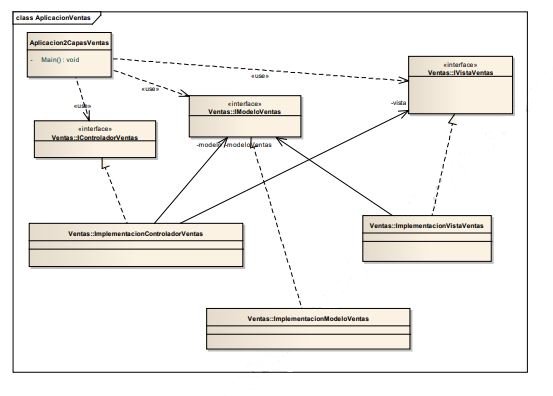 class AplicacionVentas
Aplicacion2CapasVentas
- Main() : void
«use»
«use»
«use»
«interface»
Ventas::IVistaVentas
-vista
«interface»
Ventas::IModeloVentas
«interface»
Ventas::IControladorVentas
-modelo
-modeloVentas
Ventas::ImplementacionControladorVentas
Ventas::ImplementacionVistaVentas
Ventas::ImplementacionModeloVentas